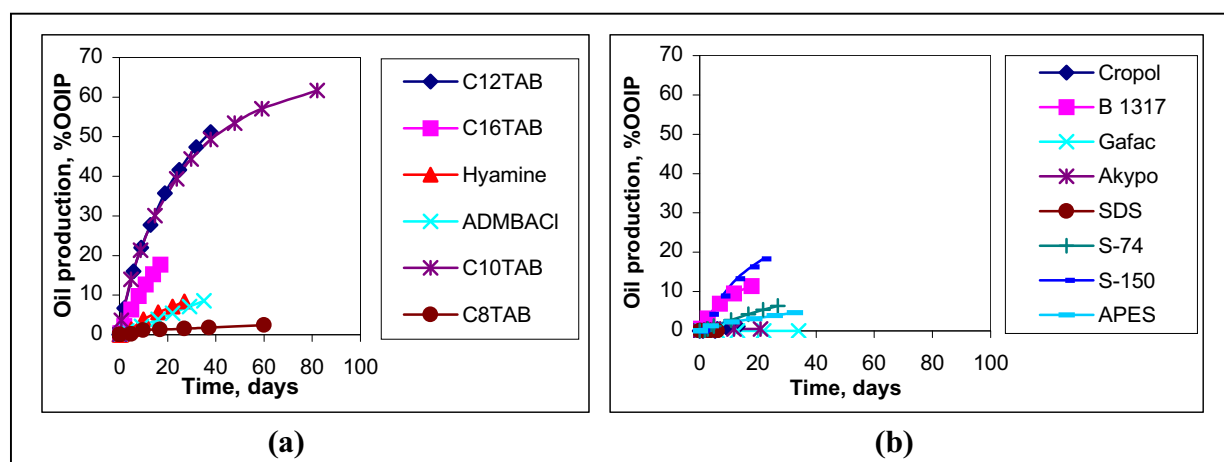 70
60
50
40
30
20
10
0
Oil production, %OOIP
0 20 40 60 80 100
Time, days
C12TAB
C16TAB
Hyamine
ADMBACl
C10TAB
C8TAB
(a)
70
60
50
40
30
20
10
0
Oil production, %OOIP
0 20 40 60 80 100
Time, days
Cropol
B 1317
Gafac
Akypo
SDS
S-74
S-150
APES
(b)